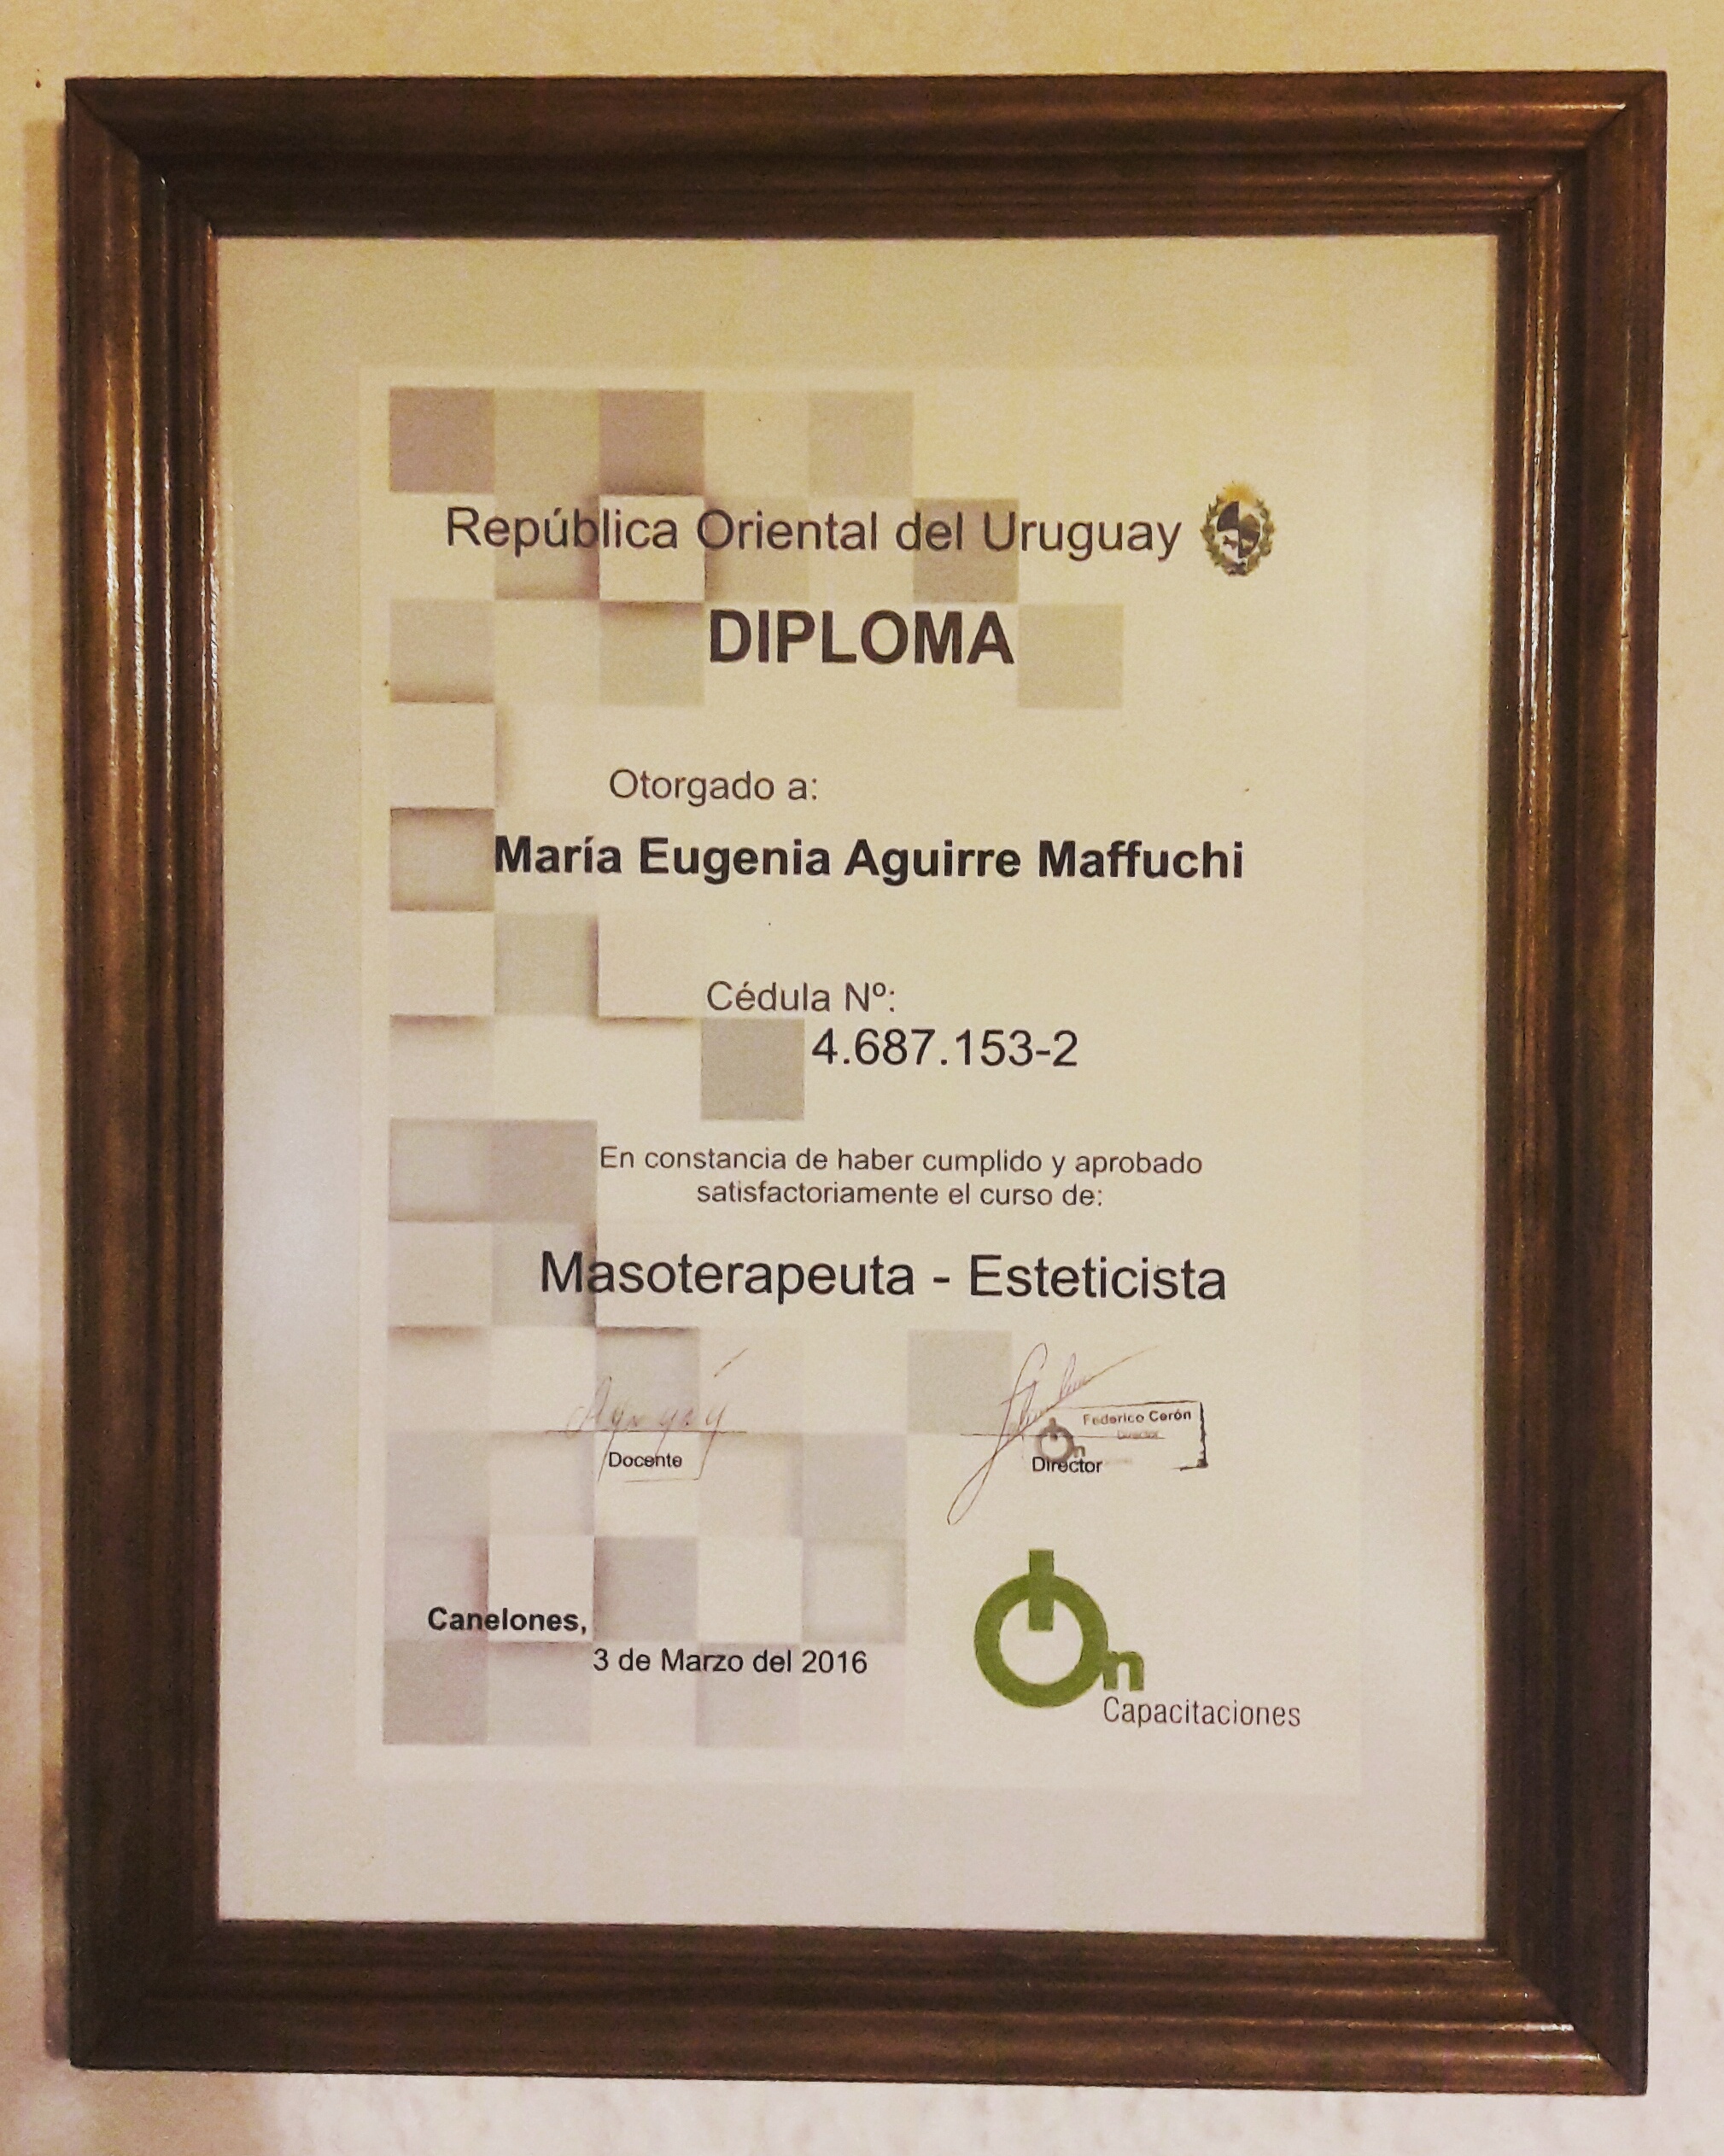 República Oriental del Uruguay
DIPLOMA
Otorgado a:
María Eugenia Aguirre Maffuchi
Cédula Nº:
4.687.153-2
En constancia de haber cumplido y aprobado
satisfactoriamente el curso de:
Masoterapeuta - Esteticista
Federico Cerón
Director
On
Docente
Director
Canelones,
3 de Marzo del 2016
On
Capacitaciones